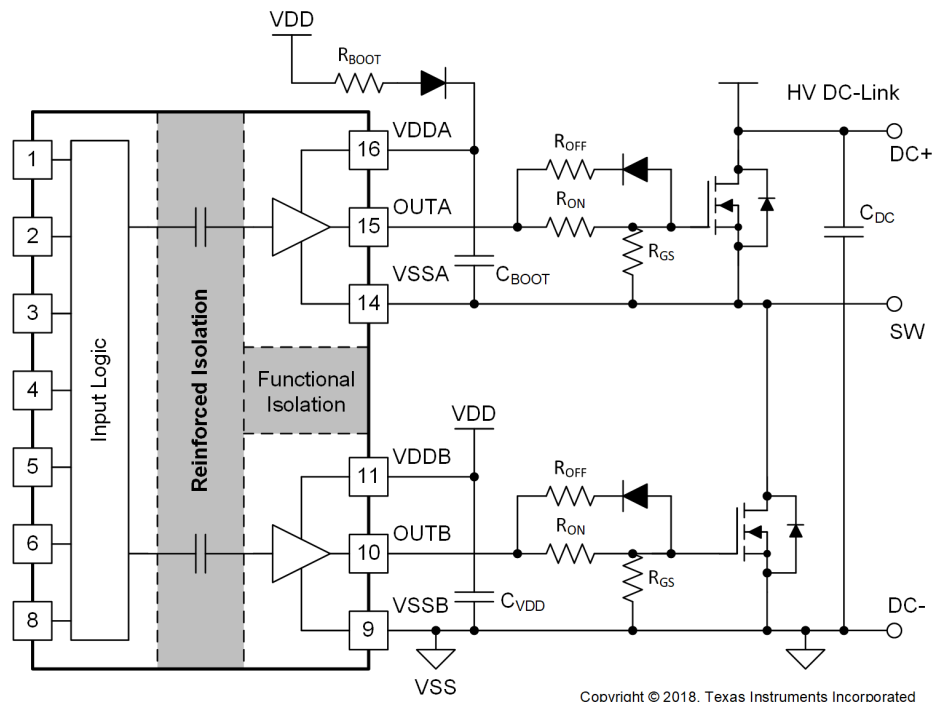 VDD
RBOOT
HV DC-Link
VDDA
16
1
ROFF
DC+
OUTA
RON
15
2
CDC
RGS
VSSA
CBOOT
14
3
SW
Input Logic
Reinforced Isolation
Functional
Isolation
4
VDD
VDDB
11
5
ROFF
OUTB
RON
10
6
RGS
VSSB
CVDD
DC-
9
8
VSS
Copyright © 2018, Texas Instruments Incorporated